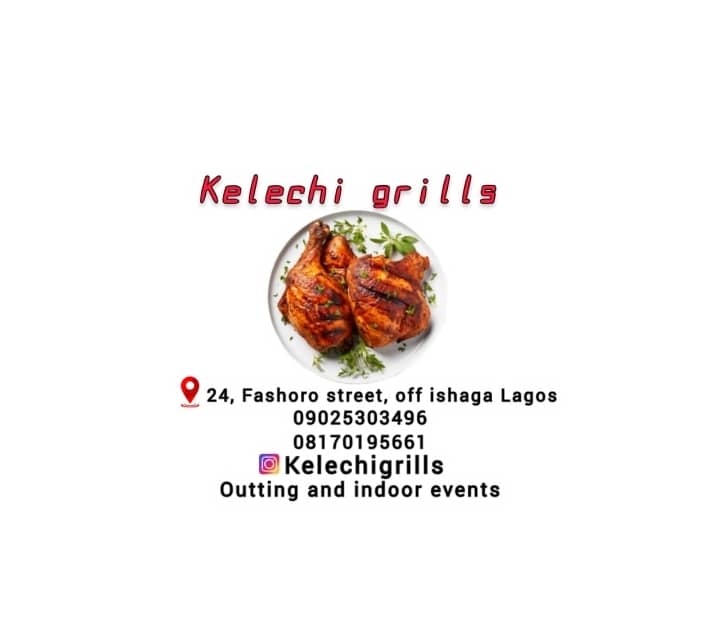 Kelechi grills
24, Fashoro street, off ishaga Lagos
09025303496
08170195661
Kelechigrills
Outting and indoor events